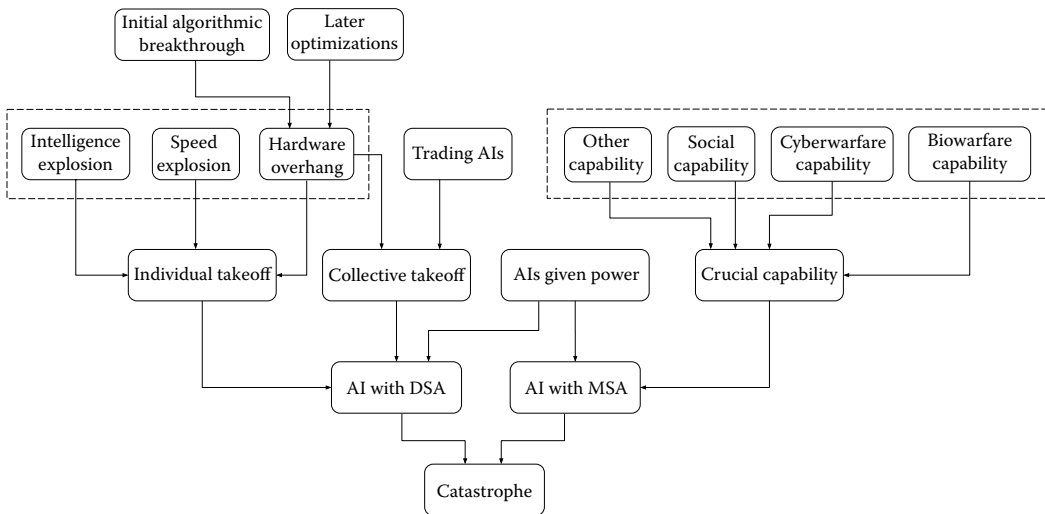 Initial algorithmic
breakthrough
Later
optimizations
Intelligence
explosion
Speed
explosion
Hardware
overhang
Trading AIs
Other
capability
Social
capability
Cyberwarfare
capability
Biowarfare
capability
Individual takeoff
Collective takeoff
AIs given power
Crucial capability
AI with DSA
AI with MSA
Catastrophe